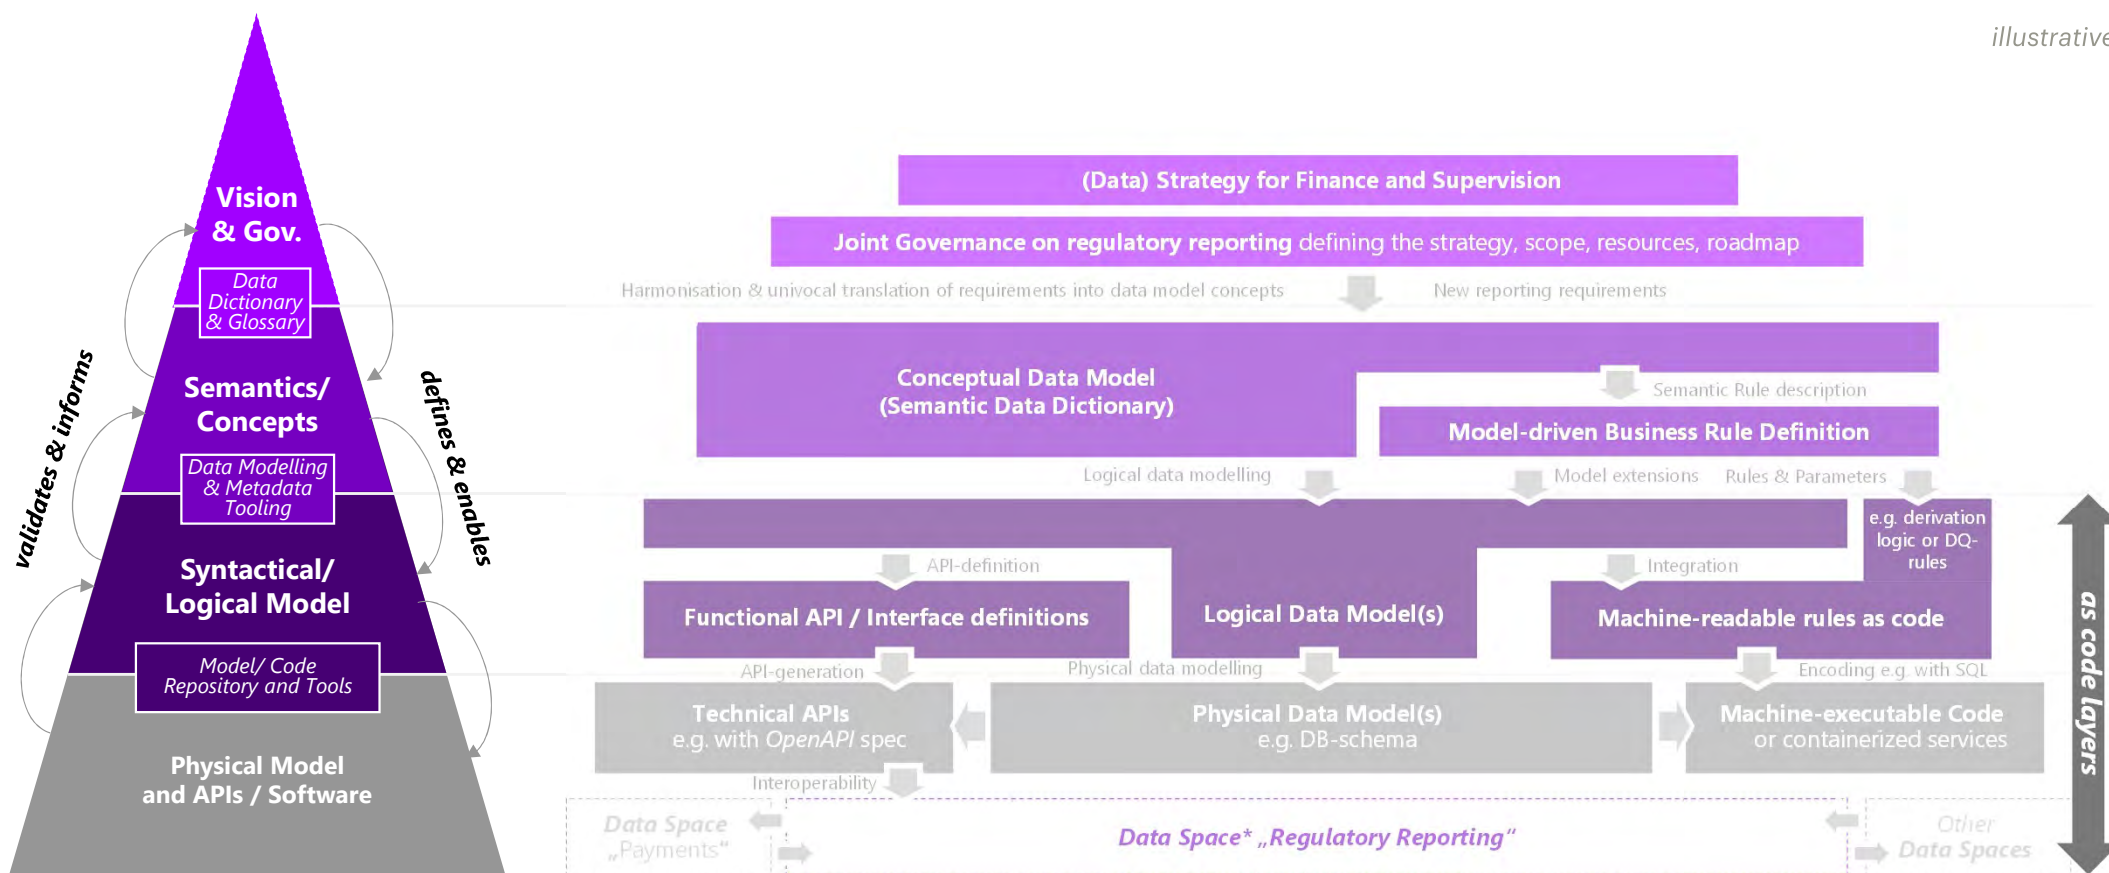 illustrative
Vision
& Gov.
Data
Dictionary
& Glossary
Semantics/
Concepts
Data Modelling
& Metadata
Tooling
Syntactical/
Logical Model
Model/ Code
Repository and Tools
Physical Model
and APIs / Software
validates & informs
defines & enables
(Data) Strategy for Finance and Supervision
Joint Governance on regulatory reporting defining the strategy, scope, resources, roadmap
Harmonisation & univocal translation of requirements into data model concepts
New reporting requirements
Conceptual Data Model
(Semantic Data Dictionary)
Semantic Rule description
Model-driven Business Rule Definition
Logical data modelling
Model extensions
Rules & Parameters
e.g. derivation
logic or DQ-
rules
API-definition
Integration
Functional API / Interface definitions
Logical Data Model(s)
Machine-readable rules as code
API-generation
Physical data modelling
Encoding e.g. with SQL
Technical APIs
e.g. with OpenAPI spec
Physical Data Model(s)
e.g. DB-schema
Machine-executable Code
or containerized services
Interoperability
Data Space
„Payments“
Data Space* „Regulatory Reporting“
Other
Data Spaces
as code layers